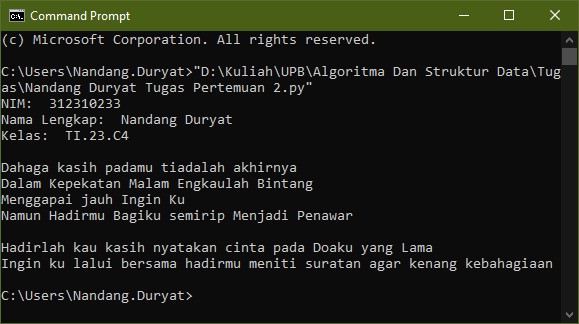 Command Prompt
(c) Microsoft Corporation. All rights reserved.
C:\Users\Nandang.Duryat>"D:\Kuliah\UPB\Algoritma Dan Struktur Data\Tug
as\Nandang Duryat Tugas Pertemuan 2.py"
NIM:  312310233
Nama Lengkap:  Nandang Duryat
Kelas:  TI.23.C4
Dahaga kasih padamu tiadalah akhirnya
Dalam Kepekatan Malam Engkaulah Bintang
Menggapai jauh Ingin Ku
Namun Hadirmu Bagiku semirip Menjadi Penawar
Hadirlah kau kasih nyatakan cinta pada Doaku yang Lama
Ingin ku lalui bersama hadirmu meniti suratan agar kenang kebahagiaan
C:\Users\Nandang.Duryat>